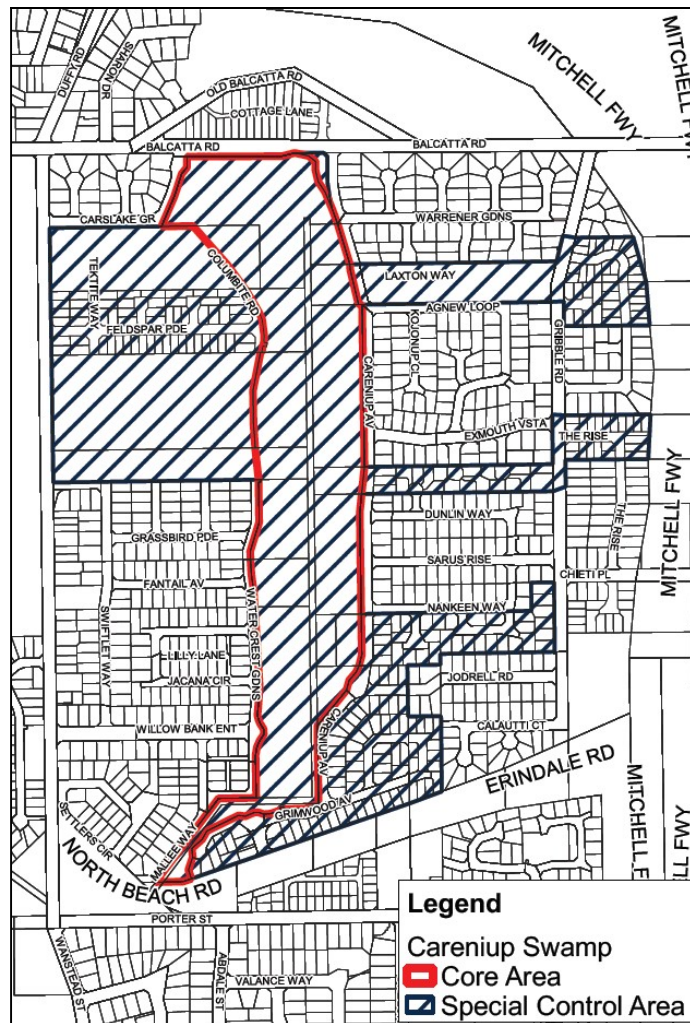 MITCHELL FWY
MITCHELL FW
DUFFY RD
SHARON DR
OLD BALCATTA RD
COTTAGE LANE
BALCATTA RD
BALCATTA RD
CARSLAKE GR
WARRENER GDNS
TEKTITE WAY
COLUMBITE RD
LAXTON WAY
AGNEW LOOP
FELDSPAR PDE
KOJONUP CL
GRIBBLE RD
CARENIUP AV
EXMOUTH VSTA
THE RISE
DUNLIN WAY
THE RISE
MITCHELL FWY
GRASSBIRD PDE
SARUS RISE
CHIETI PL
FANTAIL AV
WATER CREST GDNS
NANKEEN WAY
SWIFTLET WAY
LILLY LANE
JACANA CIR
JODRELL RD
WILLOW BANK ENT
CARENIUP AV
CALAUTTI CT
ERINDALE RD
MITCHELL F
ELL FWY
SETTLERS CIR
MALLEE WAY
GRIMWOOD AV
NORTH BEACH RD
PORTER ST
WANSTEAD ST
ABDALE ST
VALANCE WAY
Legend
Careniup Swamp
Core Area
Special Control Area